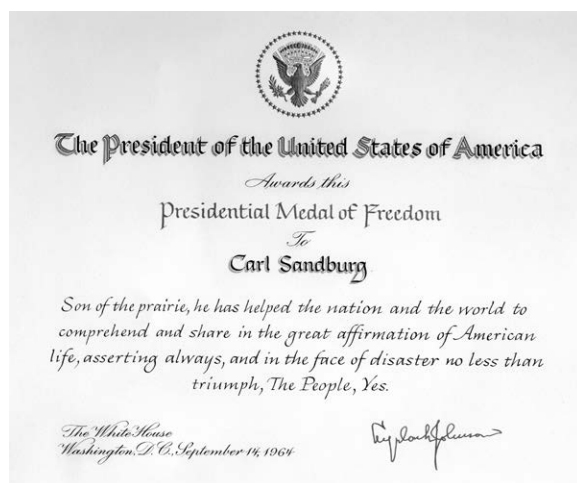 The President of the United States of America
Awards this
Presidential Medal of Freedom
To
Carl Sandburg
Son of the prairie, he has helped the nation and the world to
comprehend and share in the great affirmation of American
life, asserting always, and in the face of disaster no less than
triumph, The People, Yes.
The White House
Washington, D.C., September 14, 1964